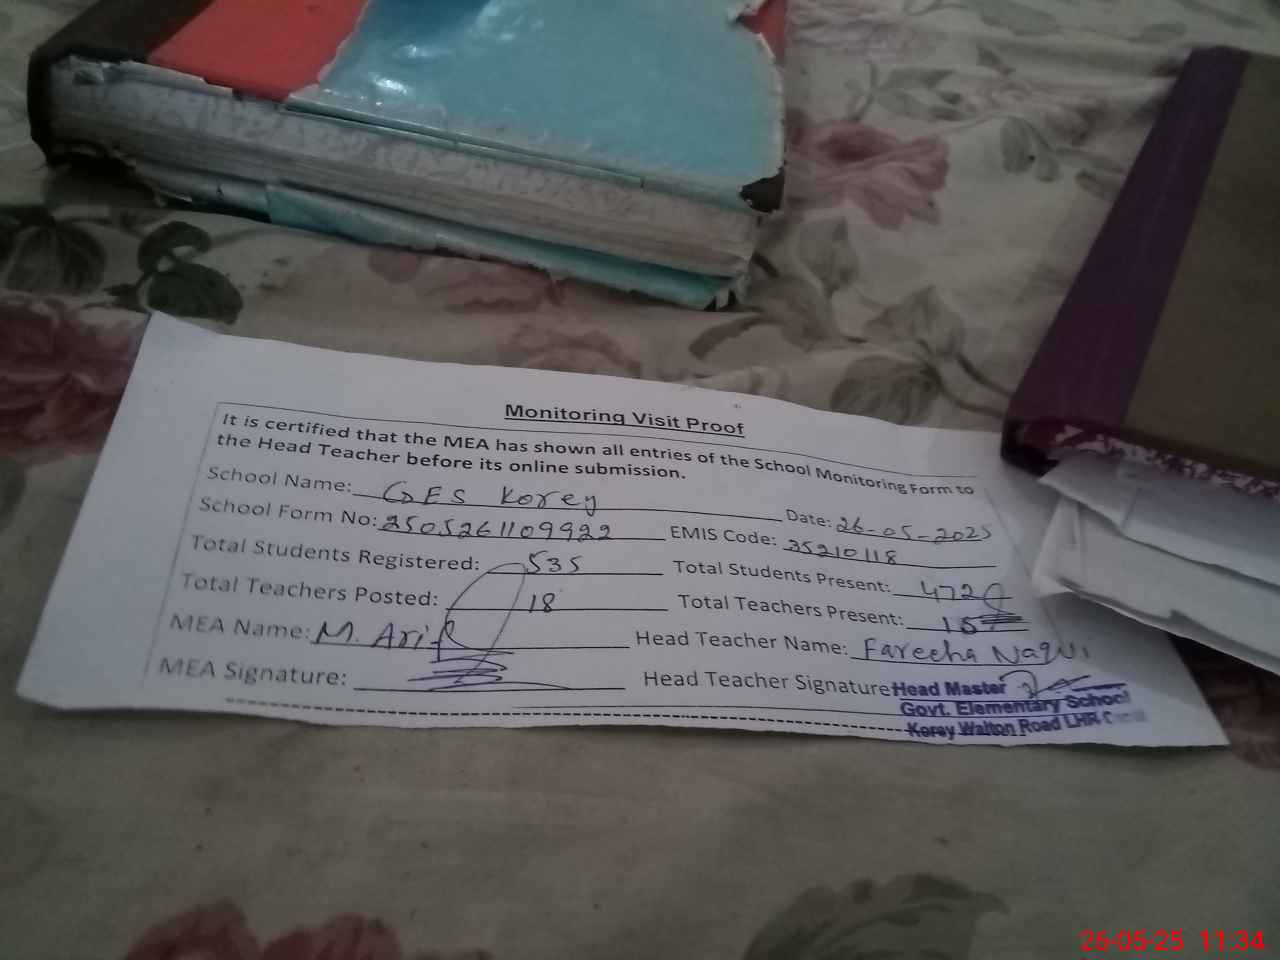 Monitoring Visit Proof
It is certified that the MEA has shown all entries of the School Monitoring Form to
the Head Teacher before its online submission.
School Name: GES Korey Date: 26-05-2025
School Form No: 2505261109922 EMIS Code: 35210118
Total Students Registered: 535 Total Students Present: 472
Total Teachers Posted: 18 Total Teachers Present: 15
MEA Name: M. Arif Head Teacher Name: Fareeha Naqvi
MEA Signature: Head Teacher Signature
Head Master
Govt. Elementary School
Korey Walton Road LHR Cantt
26-05-25 11:34